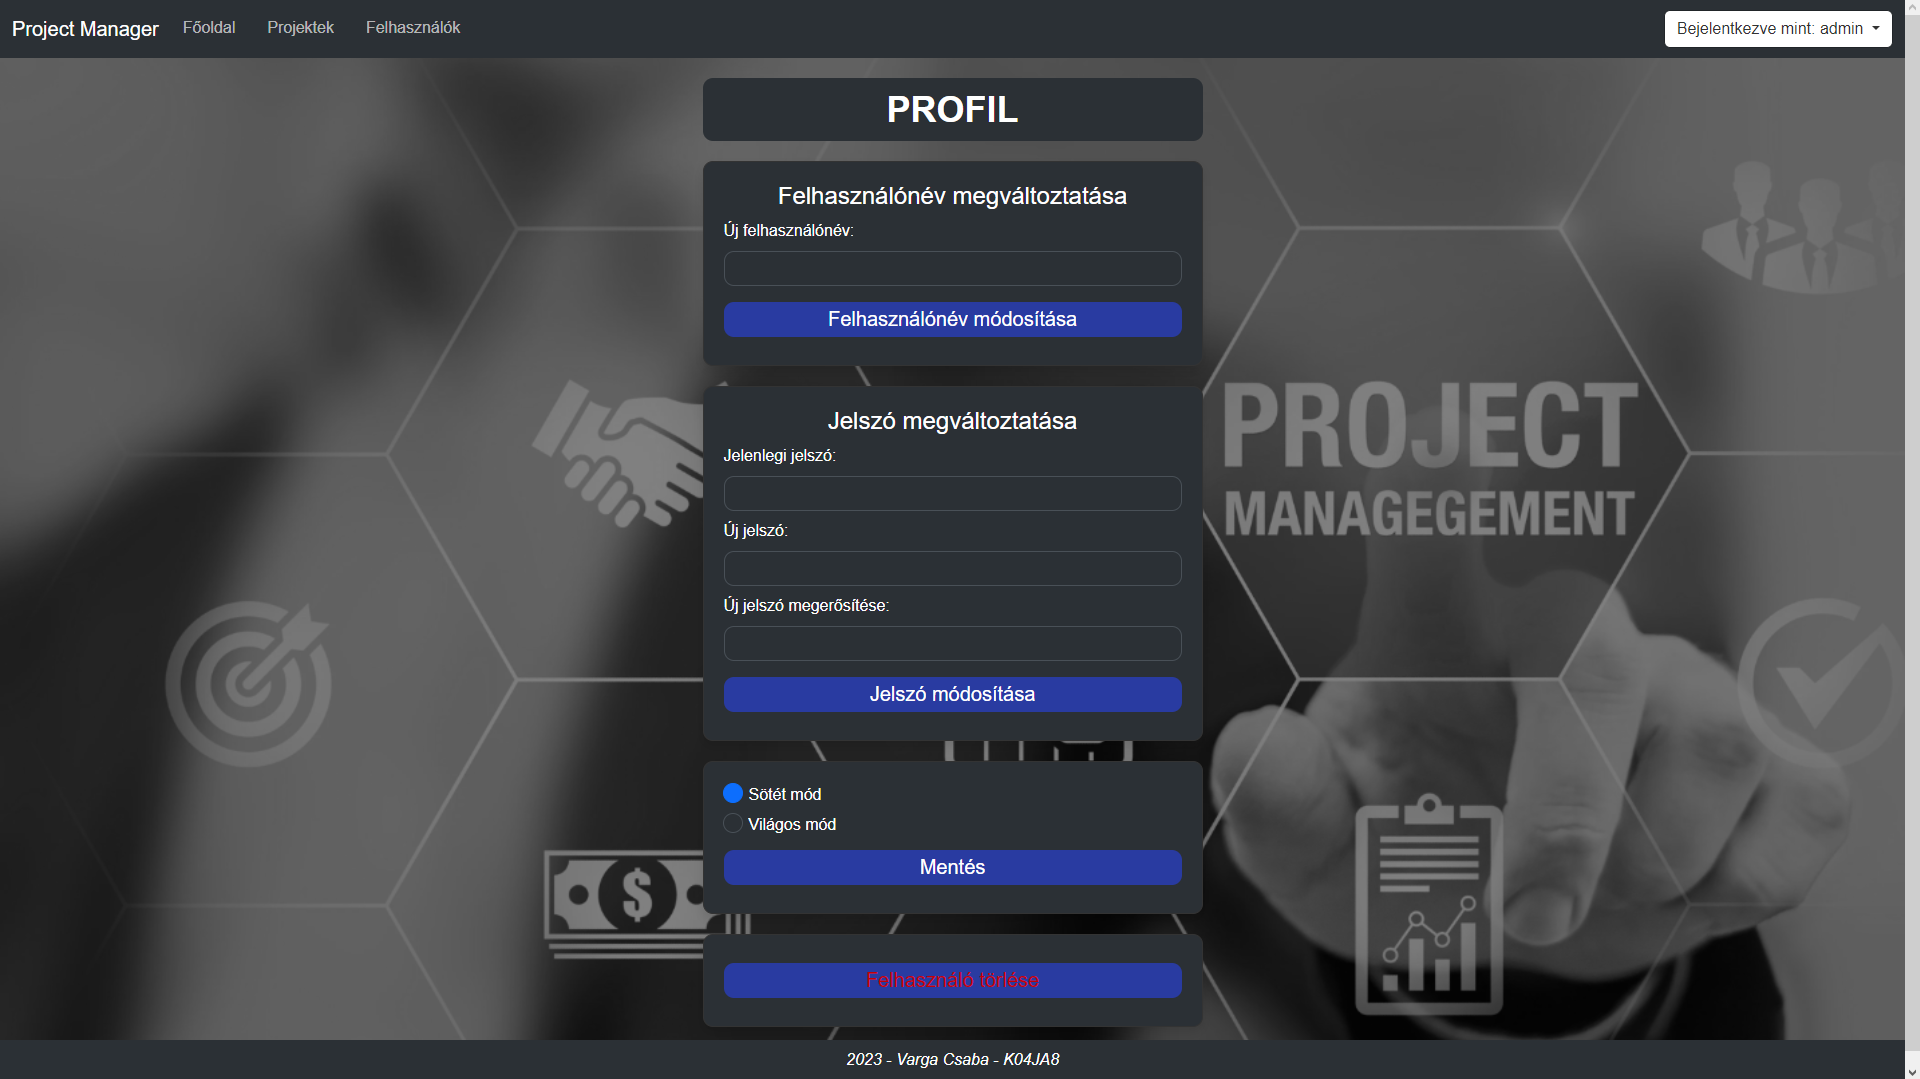 Project Manager Főoldal Projektek Felhasználók Bejelentkezve mint: admin
PROFIL
Felhasználónév megváltoztatása
Új felhasználónév:
Felhasználónév módosítása
Jelszó megváltoztatása
Jelenlegi jelszó:
Új jelszó:
Új jelszó megerősítése:
Jelszó módosítása
Sötét mód
Világos mód
Mentés
Felhasználó törlése
PROJECT
MANAGEGEMENT
$
2023 - Varga Csaba - K04JA8